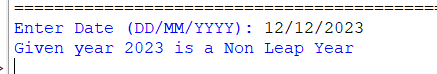 ==========================================
Enter Date (DD/MM/YYYY): 12/12/2023
Given year 2023 is a Non Leap Year